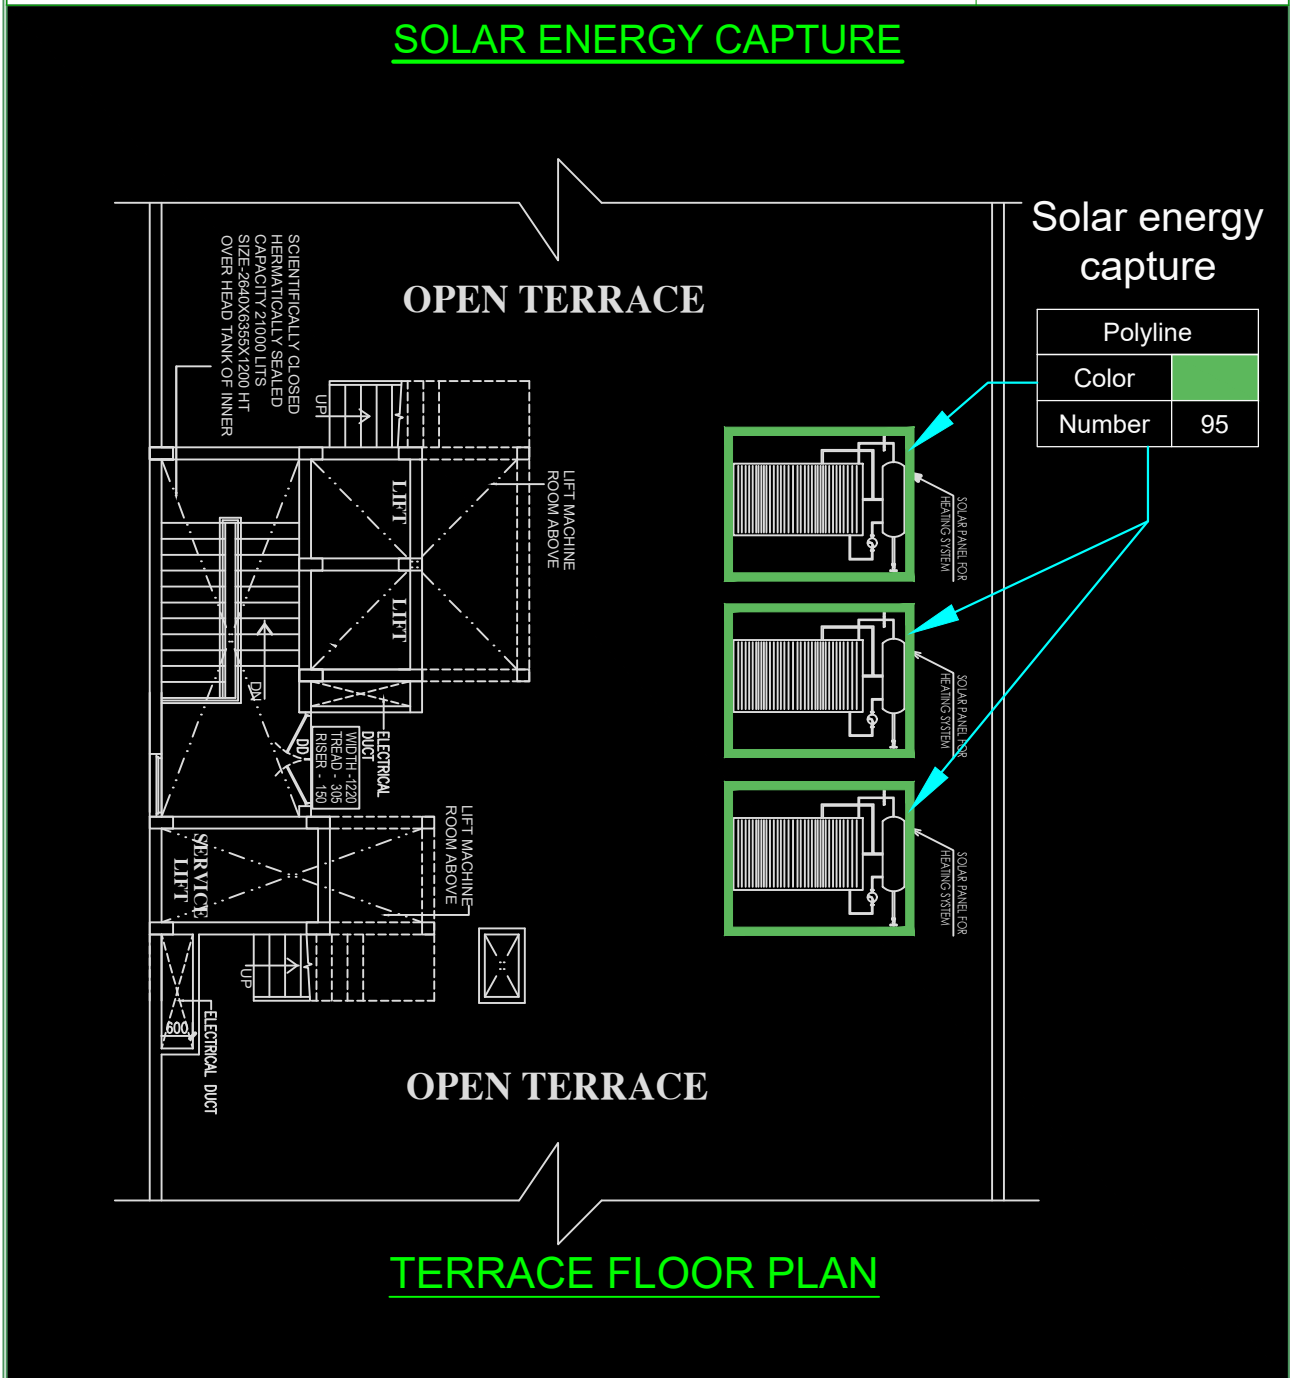 SOLAR ENERGY CAPTURE
Solar energy
capture
Polyline
Color
Number 95
SCIENTIFICALLY CLOSED
HERMATICALLY SEALED
CAPACITY 21000 LITS
SIZE-2640X6355X1200 HT
OVER HEAD TANK OF INNER
OPEN TERRACE
UP
LIFT
LIFT
LIFT MACHINE
ROOM ABOVE
SOLAR PANEL FOR
HEATING SYSTEM
SOLAR PANEL FOR
HEATING SYSTEM
SOLAR PANEL FOR
HEATING SYSTEM
DN
ELECTRICAL
DUCT
WIDTH -1220
TREAD - 305
RISER - 150
DD
LIFT MACHINE
ROOM ABOVE
SERVICE
LIFT
UP
600
ELECTRICAL DUCT
OPEN TERRACE
TERRACE FLOOR PLAN